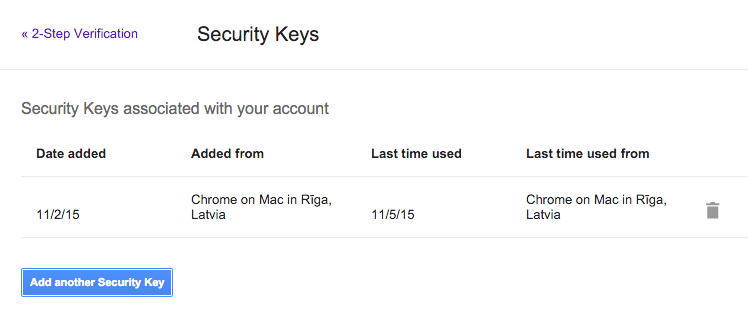 « 2-Step Verification
Security Keys
Security Keys associated with your account
Date added Added from Last time used Last time used from
11/2/15
Chrome on Mac in Rīga,
Latvia
11/5/15
Chrome on Mac in Rīga,
Latvia
Add another Security Key